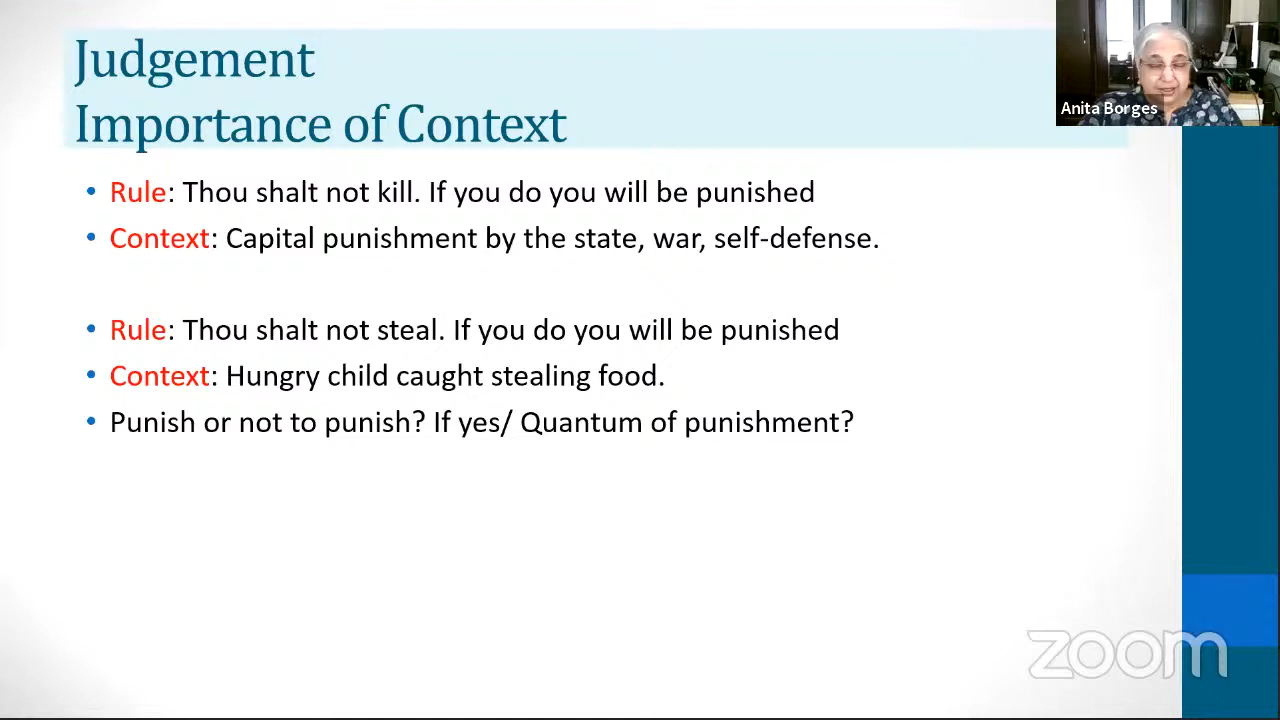 Judgement
Importance of Context
Anita Borges
• Rule: Thou shalt not kill. If you do you will be punished
• Context: Capital punishment by the state, war, self-defense.
• Rule: Thou shalt not steal. If you do you will be punished
• Context: Hungry child caught stealing food.
• Punish or not to punish? If yes/ Quantum of punishment?
zoom